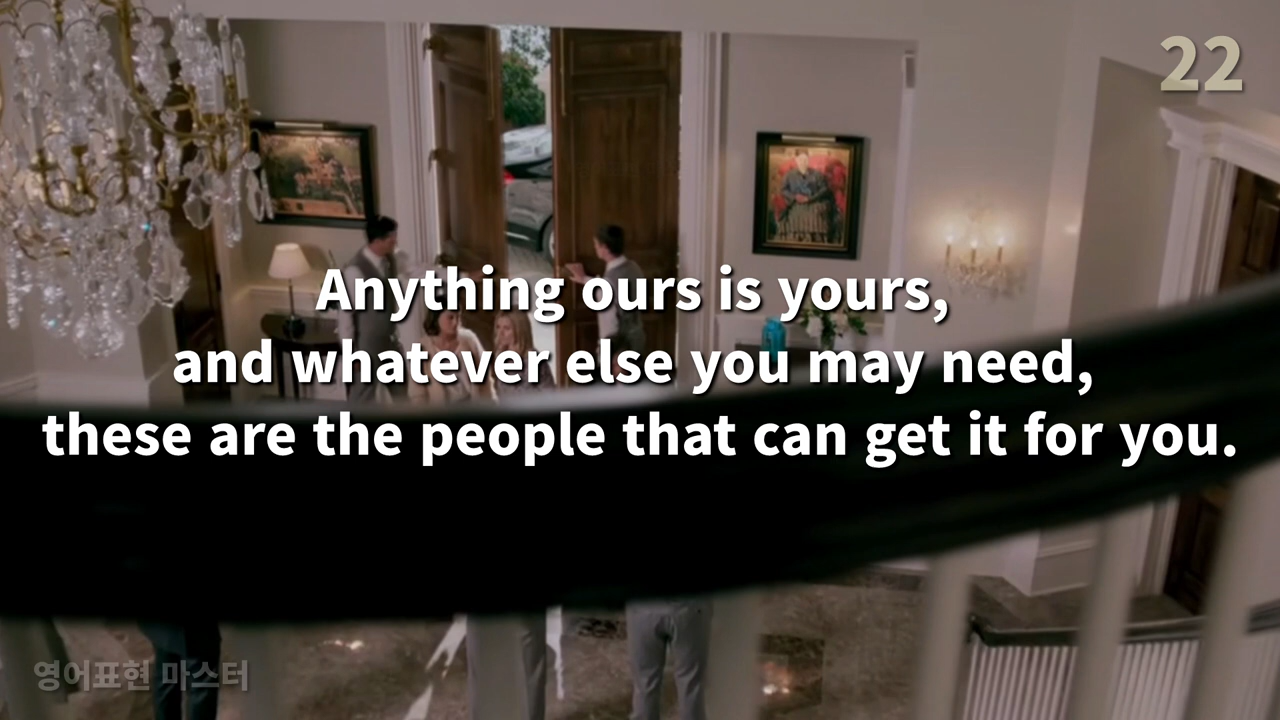 22
Anything ours is yours,
and whatever else you may need,
these are the people that can get it for you.
영어표현 마스터